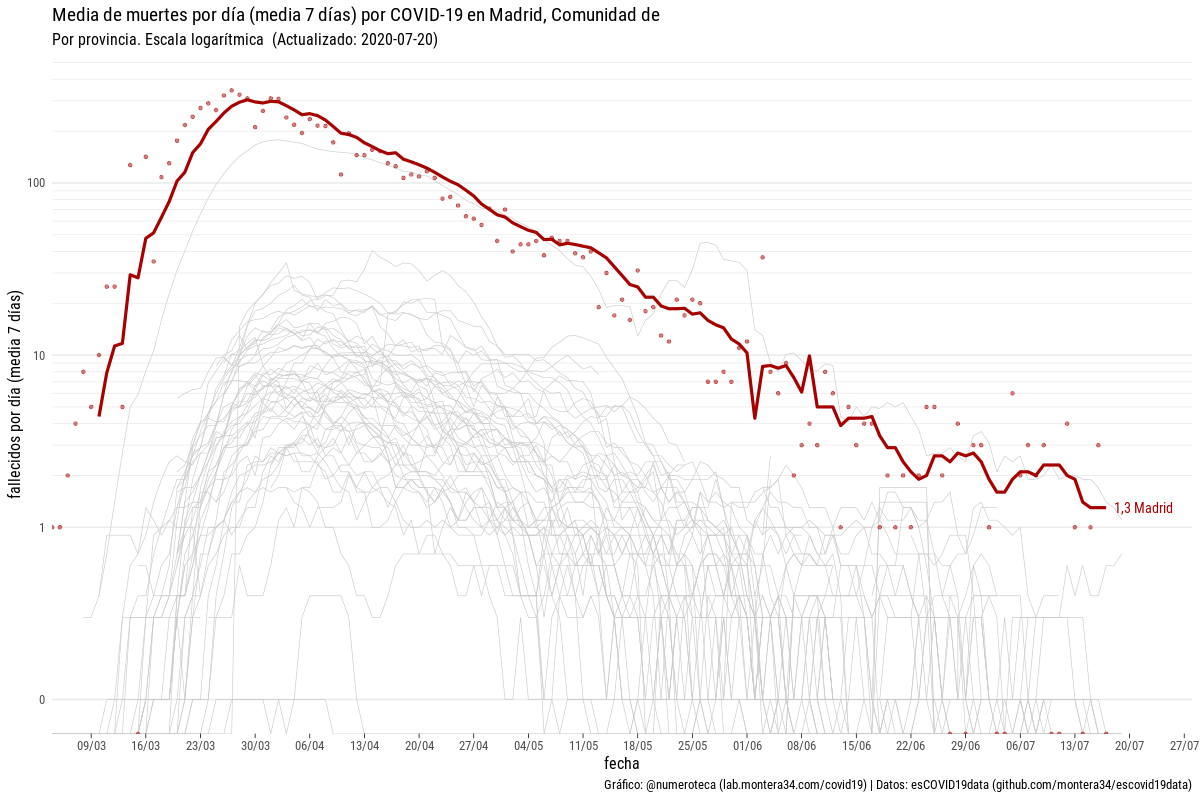 Media de muertes por día (media 7 días) por COVID-19 en Madrid, Comunidad de
Por provincia. Escala logarítmica  (Actualizado: 2020-07-20)
fallecidos por día (media  7 días)
100
10
1
0
1,3 Madrid
09/03 16/03 23/03 30/03 06/04 13/04 20/04 27/04 04/05 11/05 18/05 25/05 01/06 08/06 15/06 22/06 29/06 06/07 13/07 20/07 27/07
fecha
Gráfico: @numeroteca (lab.montera34.com/covid19) | Datos: esCOVID19data (github.com/montera34/escovid19data)